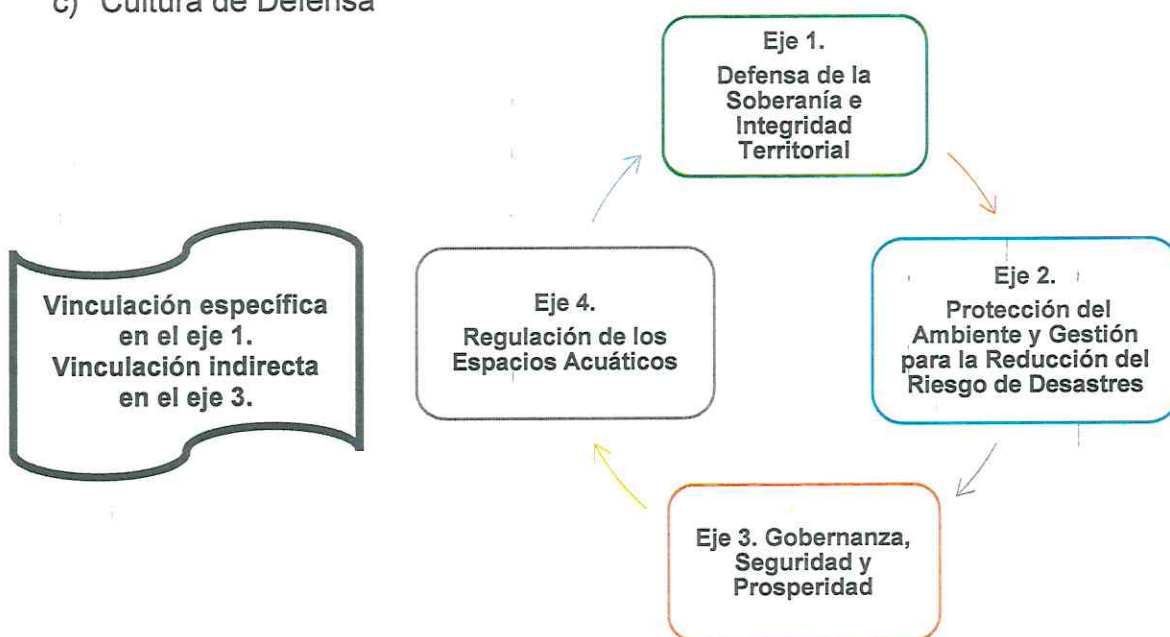 c) Cultura de Defensa
Eje 1.
Defensa de la
Soberanía e
Integridad
Territorial
Eje 2.
Protección del
Ambiente y Gestión
para la Reducción del
Riesgo de Desastres
Eje 3. Gobernanza,
Seguridad y
Prosperidad
Eje 4.
Regulación de los
Espacios Acuáticos
Vinculación específica
en el eje 1.
Vinculación indirecta
en el eje 3.